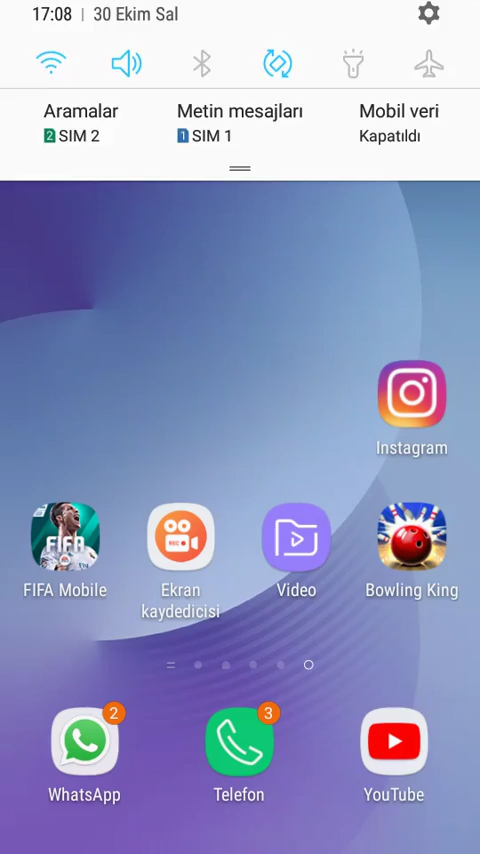 17:08 | 30 Ekim Sal
Aramalar
2 SIM 2
Metin mesajları
1 SIM 1
Mobil veri
Kapatıldı
Instagram
FIFA
FIFA Mobile
REC
Ekran
kaydedicisi
Video
Bowling King
2
WhatsApp
3
Telefon
YouTube